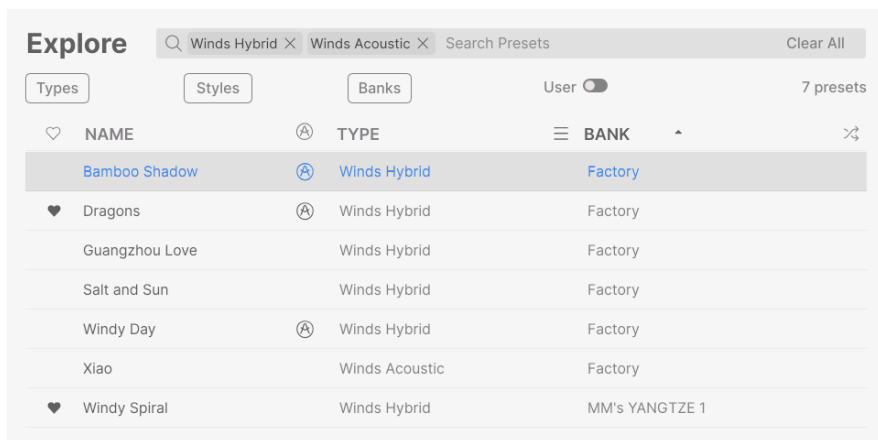 Explore Winds Hybrid Winds Acoustic Search Presets Clear All
Types Styles Banks User 7 presets
NAME TYPE BANK
Bamboo Shadow Winds Hybrid Factory
Dragons Winds Hybrid Factory
Guangzhou Love Winds Hybrid Factory
Salt and Sun Winds Hybrid Factory
Windy Day Winds Hybrid Factory
Xiao Winds Acoustic Factory
Windy Spiral Winds Hybrid MM's YANGTZE 1